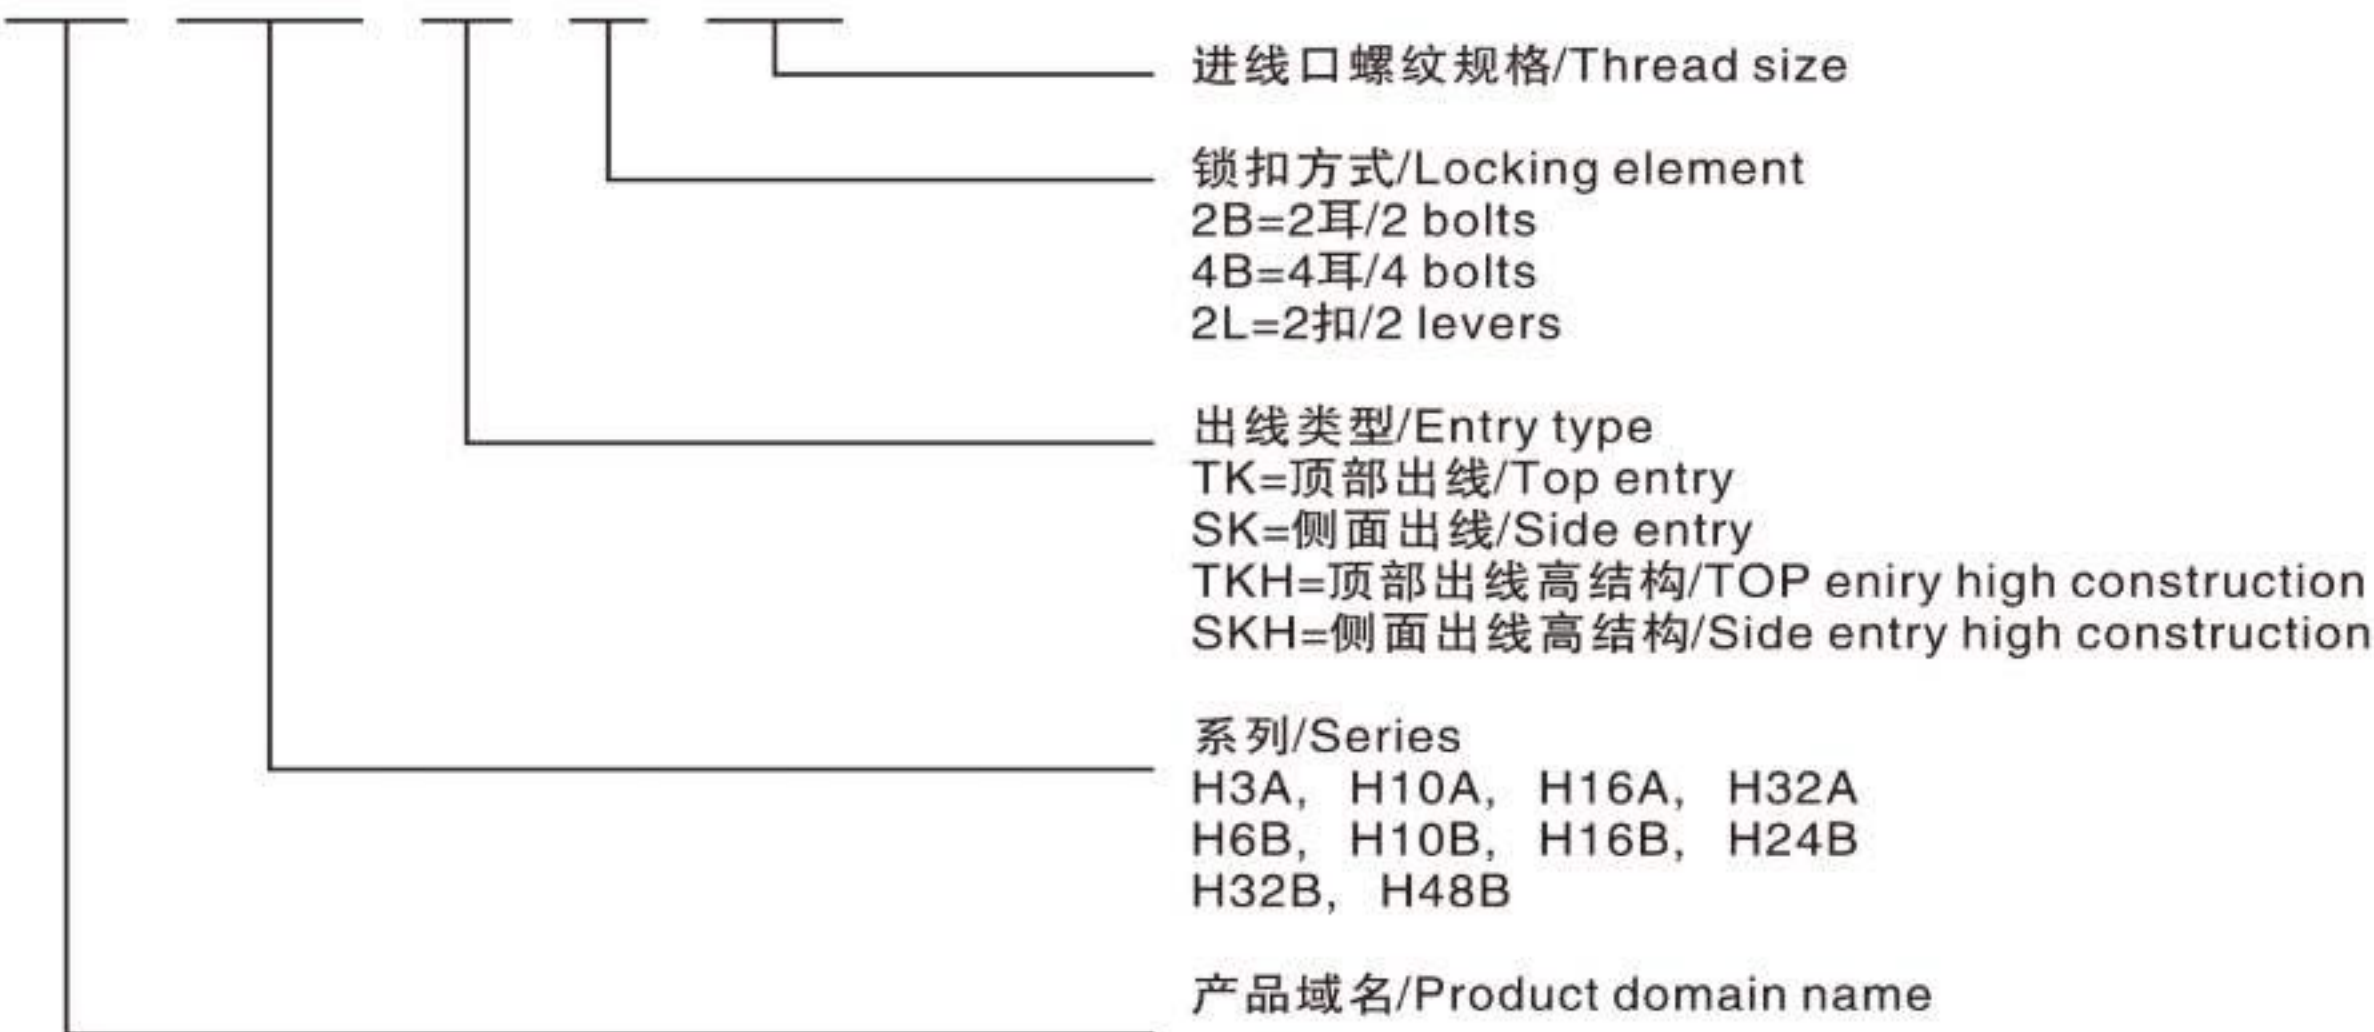 进线口螺纹规格/Thread size
锁扣方式/Locking element
2B=2耳/2 bolts
4B=4耳/4 bolts
2L=2扣/2 levers
出线类型/Entry type
TK=顶部出线/Top entry
SK=侧面出线/Side entry
TKH=顶部出线高结构/TOP eniry high construction
SKH=侧面出线高结构/Side entry high construction
系列/Series
H3A, H10A, H16A, H32A
H6B, H10B, H16B, H24B
H32B, H48B
产品域名/Product domain name